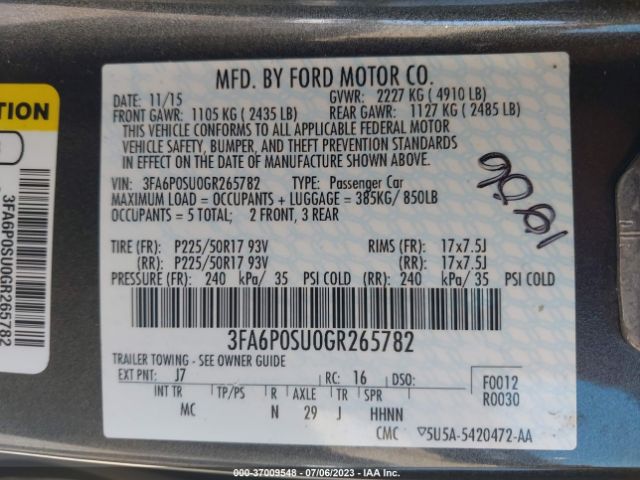 MFD. BY FORD MOTOR CO.
DATE: 11/15 GVWR: 2227 KG ( 4910 LB)
FRONT GAWR: 1105 KG ( 2435 LB) REAR GAWR: 1127 KG ( 2485 LB)
THIS VEHICLE CONFORMS TO ALL APPLICABLE FEDERAL MOTOR
VEHICLE SAFETY, BUMPER, AND THEFT PREVENTION STANDARDS
IN EFFECT ON THE DATE OF MANUFACTURE SHOWN ABOVE.
VIN: 3FA6P0SU0GR265782 TYPE: Passenger Car
MAXIMUM LOAD = OCCUPANTS + LUGGAGE = 385KG/ 850LB
OCCUPANTS = 5 TOTAL; 2 FRONT, 3 REAR
TIRE (FR): P225/50R17 93V RIMS (FR): 17x7.5J
(RR): P225/50R17 93V (RR): 17x7.5J
PRESSURE (FR) : 240 kPa/ 35 PSI COLD (RR): 240 kPa/ 35 PSI COLD
3FA6P0SU0GR265782
TRAILER TOWING - SEE OWNER GUIDE
EXT PNT: J7 RC: 16 DSO: F0012
INT TR TP/PS R AXLE TR SPR R0030
MC N 29 J HHNN
CMC ▽5U5A-5420472-AA
TION
3FA6P0SU0GR265782
000-37009548 - 07/06/2023 - IAA Inc.